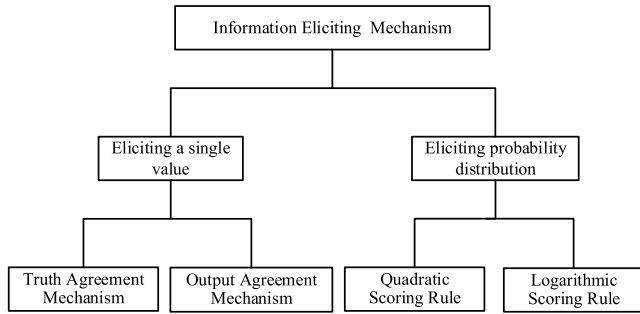 Information Eliciting Mechanism
Eliciting a single
value
Eliciting probability
distribution
Truth Agreement
Mechanism
Output Agreement
Mechanism
Quadratic
Scoring Rule
Logarithmic
Scoring Rule